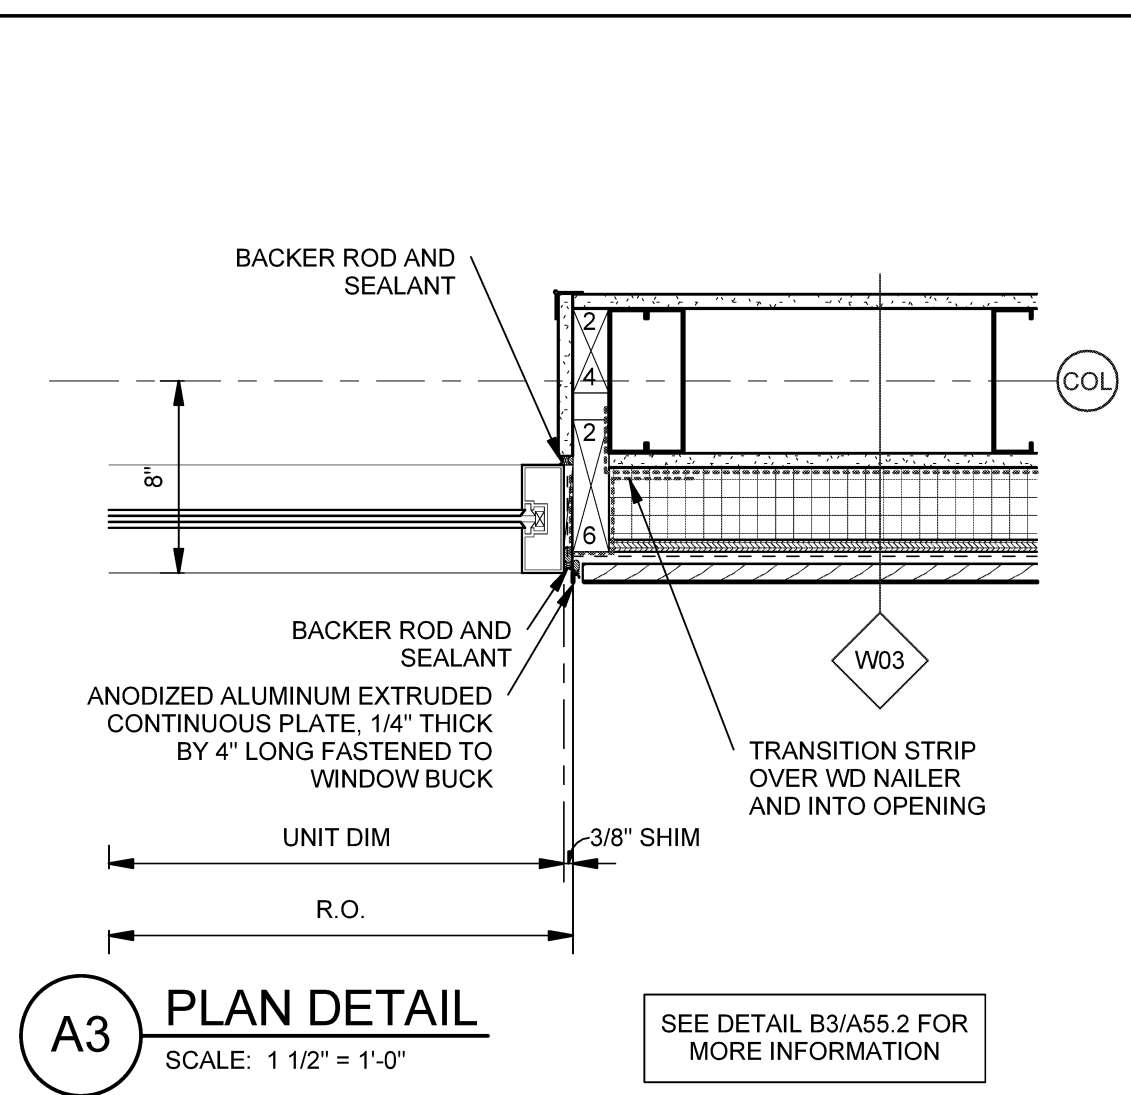 BACKER ROD AND
SEALANT
2
4
COL
2
8"
6
BACKER ROD AND
SEALANT
W03
ANODIZED ALUMINUM EXTRUDED
CONTINUOUS PLATE, 1/4" THICK
BY 4" LONG FASTENED TO
WINDOW BUCK
TRANSITION STRIP
OVER WD NAILER
AND INTO OPENING
UNIT DIM
3/8" SHIM
R.O.
A3
PLAN DETAIL
SCALE: 1 1/2" = 1'-0"
SEE DETAIL B3/A55.2 FOR
MORE INFORMATION